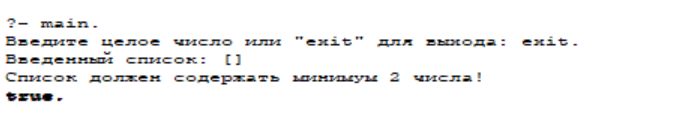 ?- main.
Введите целое число или "exit" для выхода: exit.
Введенный список: []
Список должен содержать минимум 2 числа!
true.